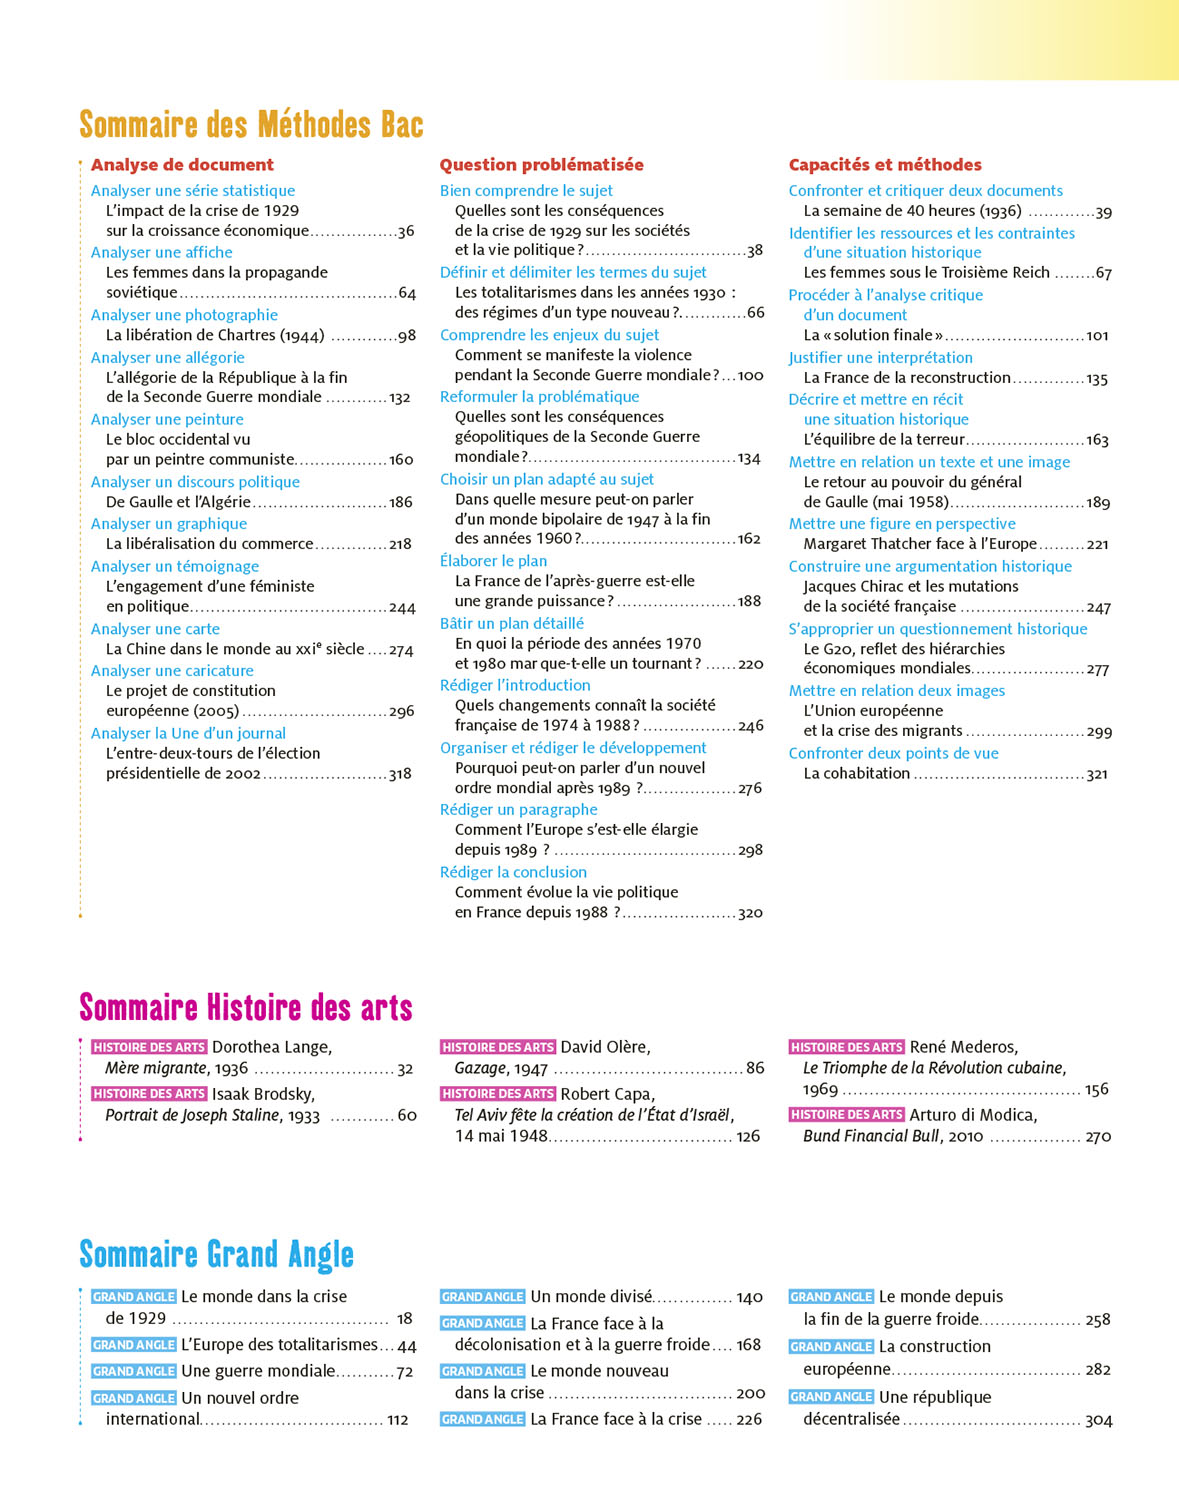 Sommaire des Méthodes Bac
Analyse de document
Analyser une série statistique
L'impact de la crise de 1929
sur la croissance économique.................36
Analyser une affiche
Les femmes dans la propagande
soviétique..........................................64
Analyser une photographie
La libération de Chartres (1944) .............98
Analyser une allégorie
L'allégorie de la République à la fin
de la Seconde Guerre mondiale ............132
Analyser une peinture
Le bloc occidental vu
par un peintre communiste..................160
Analyser un discours politique
De Gaulle et l'Algérie..........................186
Analyser un graphique
La libéralisation du commerce..............218
Analyser un témoignage
L'engagement d'une féministe
en politique......................................244
Analyser une carte
La Chine dans le monde au XXIe siècle ....274
Analyser une caricature
Le projet de constitution
européenne (2005)............................296
Analyser la Une d'un journal
L'entre-deux-tours de l'élection
présidentielle de 2002........................318
Question problématisée
Bien comprendre le sujet
Quelles sont les conséquences
de la crise de 1929 sur les sociétés
et la vie politique ?...............................38
Définir et délimiter les termes du sujet
Les totalitarismes dans les années 1930 :
des régimes d'un type nouveau ?.............66
Comprendre les enjeux du sujet
Comment se manifeste la violence
pendant la Seconde Guerre mondiale ?...100
Reformuler la problématique
Quelles sont les conséquences
géopolitiques de la Seconde Guerre
mondiale ?........................................134
Choisir un plan adapté au sujet
Dans quelle mesure peut-on parler
d'un monde bipolaire de 1947 à la fin
des années 1960 ?..............................162
Élaborer le plan
La France de l'après-guerre est-elle
une grande puissance ?.......................188
Bâtir un plan détaillé
En quoi la période des années 1970
et 1980 mar que-t-elle un tournant ? ......220
Rédiger l'introduction
Quels changements connaît la société
française de 1974 à 1988 ?..................246
Organiser et rédiger le développement
Pourquoi peut-on parler d'un nouvel
ordre mondial après 1989 ?..................276
Rédiger un paragraphe
Comment l'Europe s'est-elle élargie
depuis 1989 ? ...................................298
Rédiger la conclusion
Comment évolue la vie politique
en France depuis 1988 ?......................320
Capacités et méthodes
Confronter et critiquer deux documents
La semaine de 40 heures (1936) .............39
Identifier les ressources et les contraintes
d'une situation historique
Les femmes sous le Troisième Reich ........67
Procéder à l'analyse critique
d'un document
La « solution finale »...........................101
Justifier une interprétation
La France de la reconstruction..............135
Décrire et mettre en récit
une situation historique
L'équilibre de la terreur.......................163
Mettre en relation un texte et une image
Le retour au pouvoir du général
de Gaulle (mai 1958)..........................189
Mettre une figure en perspective
Margaret Thatcher face à l'Europe.........221
Construire une argumentation historique
Jacques Chirac et les mutations
de la société française ........................247
S'approprier un questionnement historique
Le G20, reflet des hiérarchies
économiques mondiales......................277
Mettre en relation deux images
L'Union européenne
et la crise des migrants .......................299
Confronter deux points de vue
La cohabitation .................................321
Sommaire Histoire des arts
HISTOIRE DES ARTS Dorothea Lange,
Mère migrante, 1936 ........................ 32
HISTOIRE DES ARTS Isaak Brodsky,
Portrait de Joseph Staline, 1933 ............ 60
HISTOIRE DES ARTS David Olère,
Gazage, 1947 ................................ 86
HISTOIRE DES ARTS Robert Capa,
Tel Aviv fête la création de l'État d'Israël,
14 mai 1948................................. 126
HISTOIRE DES ARTS René Mederos,
Le Triomphe de la Révolution cubaine,
1969 ......................................... 156
HISTOIRE DES ARTS Arturo di Modica,
Bund Financial Bull, 2010 ................. 270
Sommaire Grand Angle
GRAND ANGLE Le monde dans la crise
de 1929 ..................................... 18
GRAND ANGLE L'Europe des totalitarismes...44
GRAND ANGLE Une guerre mondiale...........72
GRAND ANGLE Un nouvel ordre
international................................. 112
GRAND ANGLE Un monde divisé............... 140
GRAND ANGLE La France face à la
décolonisation et à la guerre froide.... 168
GRAND ANGLE Le monde nouveau
dans la crise ................................. 200
GRAND ANGLE La France face à la crise ..... 226
GRAND ANGLE Le monde depuis
la fin de la guerre froide................... 258
GRAND ANGLE La construction
européenne.................................. 282
GRAND ANGLE Une république
décentralisée................................ 304